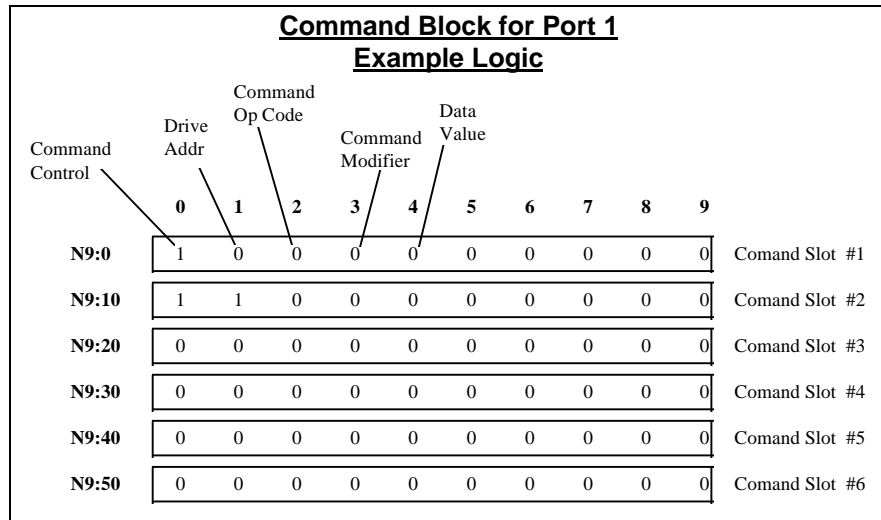 Command Block for Port 1
Example Logic
Command
Control
Drive
Addr
Command
Op Code
Command
Modifier
Data
Value
0 1 2 3 4 5 6 7 8 9
N9:0 1 0 0 0 0 0 0 0 0 0 Comand Slot #1
N9:10 1 1 0 0 0 0 0 0 0 0 Comand Slot #2
N9:20 0 0 0 0 0 0 0 0 0 0 Comand Slot #3
N9:30 0 0 0 0 0 0 0 0 0 0 Comand Slot #4
N9:40 0 0 0 0 0 0 0 0 0 0 Comand Slot #5
N9:50 0 0 0 0 0 0 0 0 0 0 Comand Slot #6